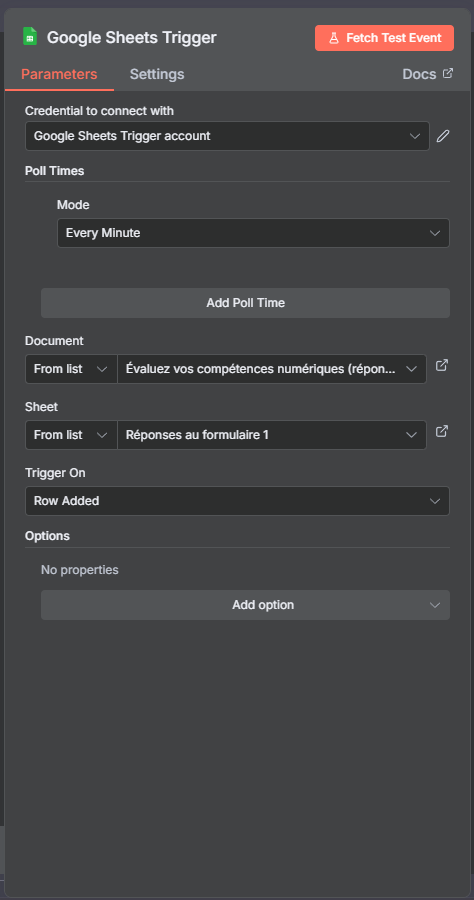 Google Sheets Trigger
Fetch Test Event
Parameters
Settings
Docs
Credential to connect with
Google Sheets Trigger account
Poll Times
Mode
Every Minute
Add Poll Time
Document
From list
Évaluez vos compétences numériques (répon...
Sheet
From list
Réponses au formulaire 1
Trigger On
Row Added
Options
No properties
Add option